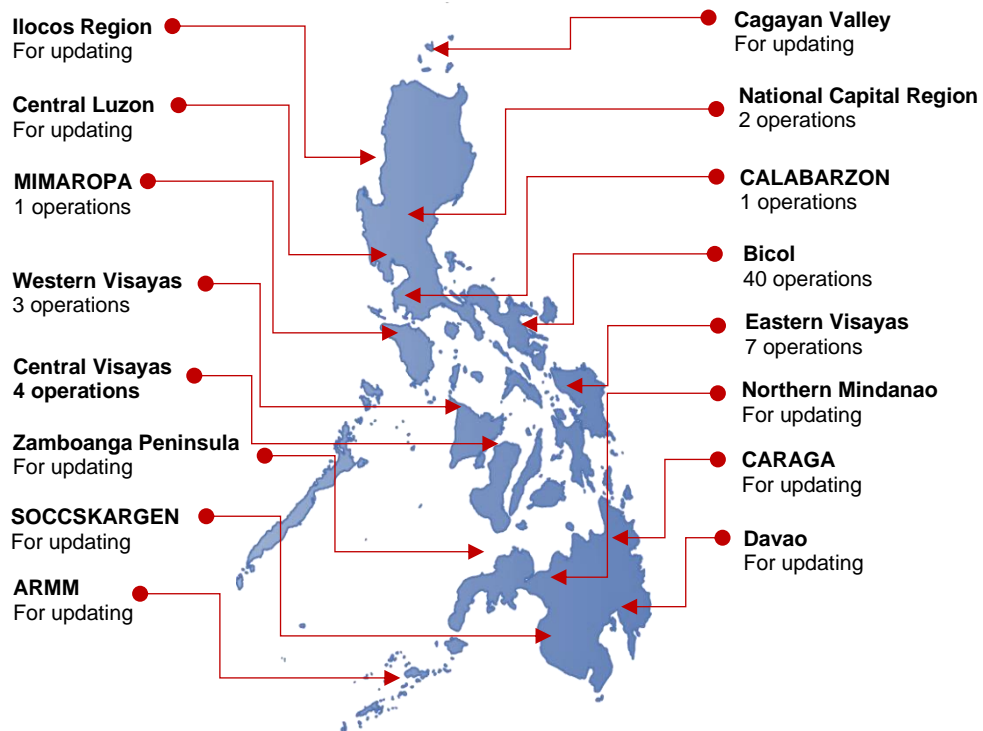 Ilocos Region
For updating
Central Luzon
For updating
MIMAROPA
1 operations
Western Visayas
3 operations
Central Visayas
4 operations
Zamboanga Peninsula
For updating
SOCCSKARGEN
For updating
ARMM
For updating
Cagayan Valley
For updating
National Capital Region
2 operations
CALABARZON
1 operations
Bicol
40 operations
Eastern Visayas
7 operations
Northern Mindanao
For updating
CARAGA
For updating
Davao
For updating